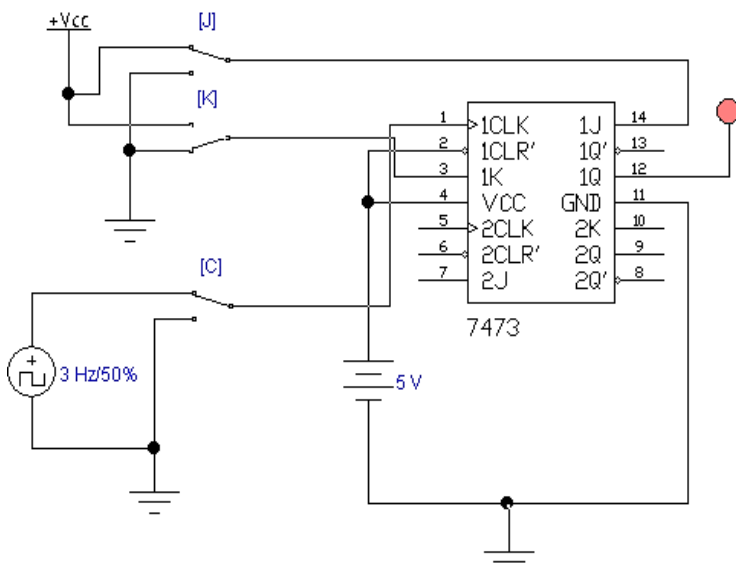 +Vcc
[J]
[K]
1 1CLK 1J 14
2 1CLR' 1Q' 13
3 1K 1Q 12
4 VCC GND 11
5 2CLK 2K 10
6 2CLR' 2Q 9
7 2J 2Q' 8
7473
[C]
+
3 Hz/50%
5 V